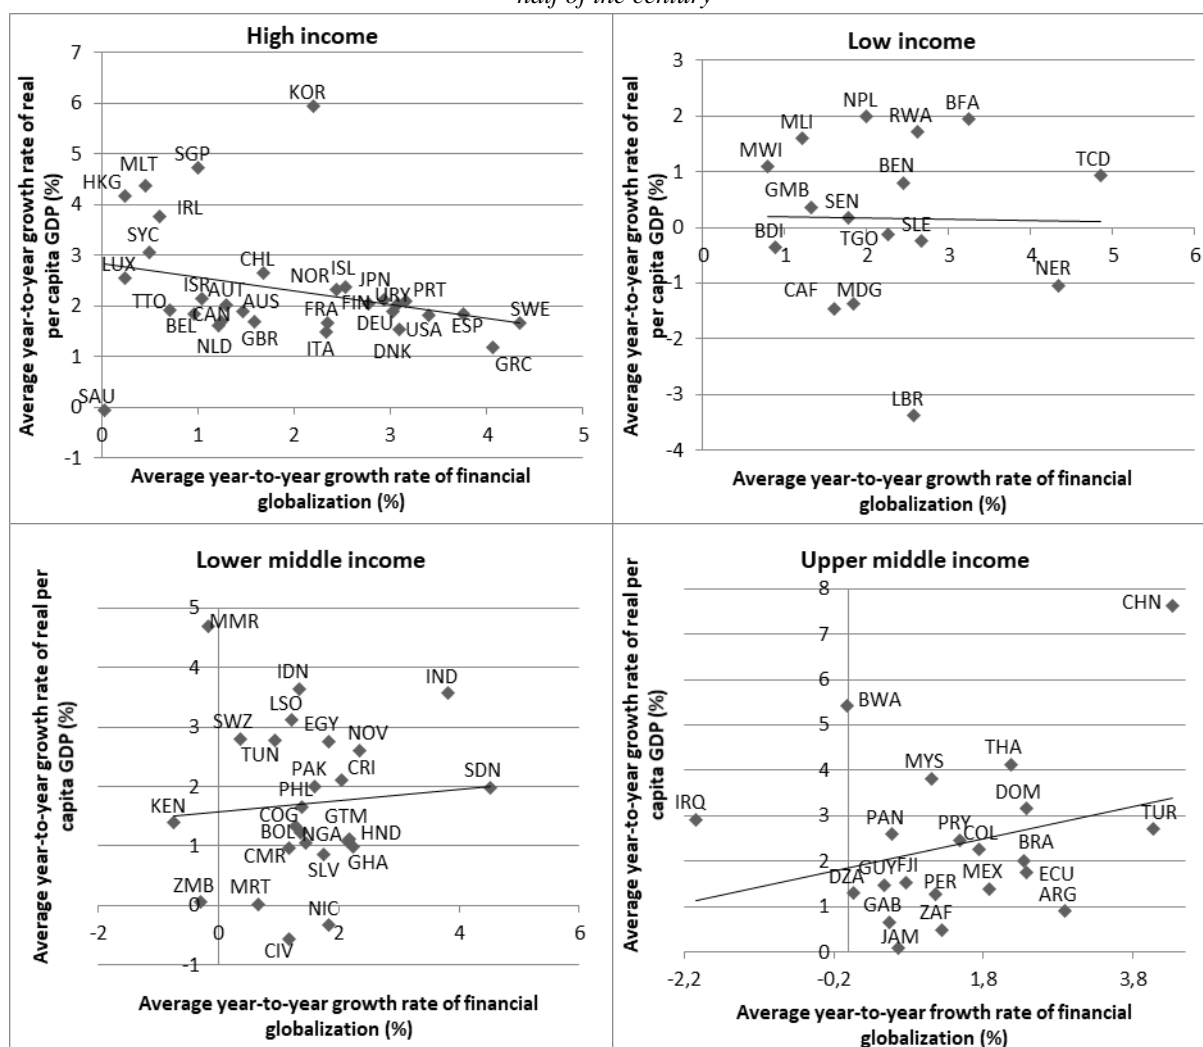 half of the century
High income
7
6
5
4
3
2
1
0
-1
0
1
2
3
4
5
KOR
SGP
MLT
HKG
IRL
SYC
LUX
CHL
NOR
ISL
JPN
ISR
AUT
TTO
CAN
AUS
BEL
NLD
GBR
FRA
ITA
FIN
URY
PRT
DEU
USA
DNK
ESP
SWE
GRC
SAU
Average year-to-year growth rate of real
per capita GDP (%)
Average year-to-year growth rate of financial
globalization (%)
Low income
3
2
1
0
-1
-2
-3
-4
0
1
2
3
4
5
6
NPL
RWA
BFA
MLI
MWI
BEN
TCD
GMB
SEN
BDI
TGO
SLE
NER
CAF
MDG
LBR
Average year-to-year growth rate of real
per capita GDP (%)
Average year-to-year growth rate of financial
globalization (%)
Lower middle income
5
4
3
2
1
0
-1
-2
0
2
4
6
MMR
IDN
IND
LSO
SWZ
EGY
TUN
NOV
PAK
CRI
SDN
PHL
KEN
COG
GTM
BOL
NGA
HND
CMR
SLV
GHA
ZMB
MRT
NIC
CIV
Average year-to-year growth rate of real per
capita GDP (%)
Average year-to-year growth rate of financial
globalization (%)
Upper middle income
8
7
6
5
4
3
2
1
0
-2,2
-0,2
1,8
3,8
CHN
BWA
THA
MYS
DOM
IRQ
PAN
PRY
COL
TUR
BRA
DZA
GUY
FJI
PER
MEX
ECU
ARG
GAB
ZAF
JAM
Average year-to-year growth rate of real per
capita GDP (%)
Average year-to-year frowth rate of financial
globalization (%)